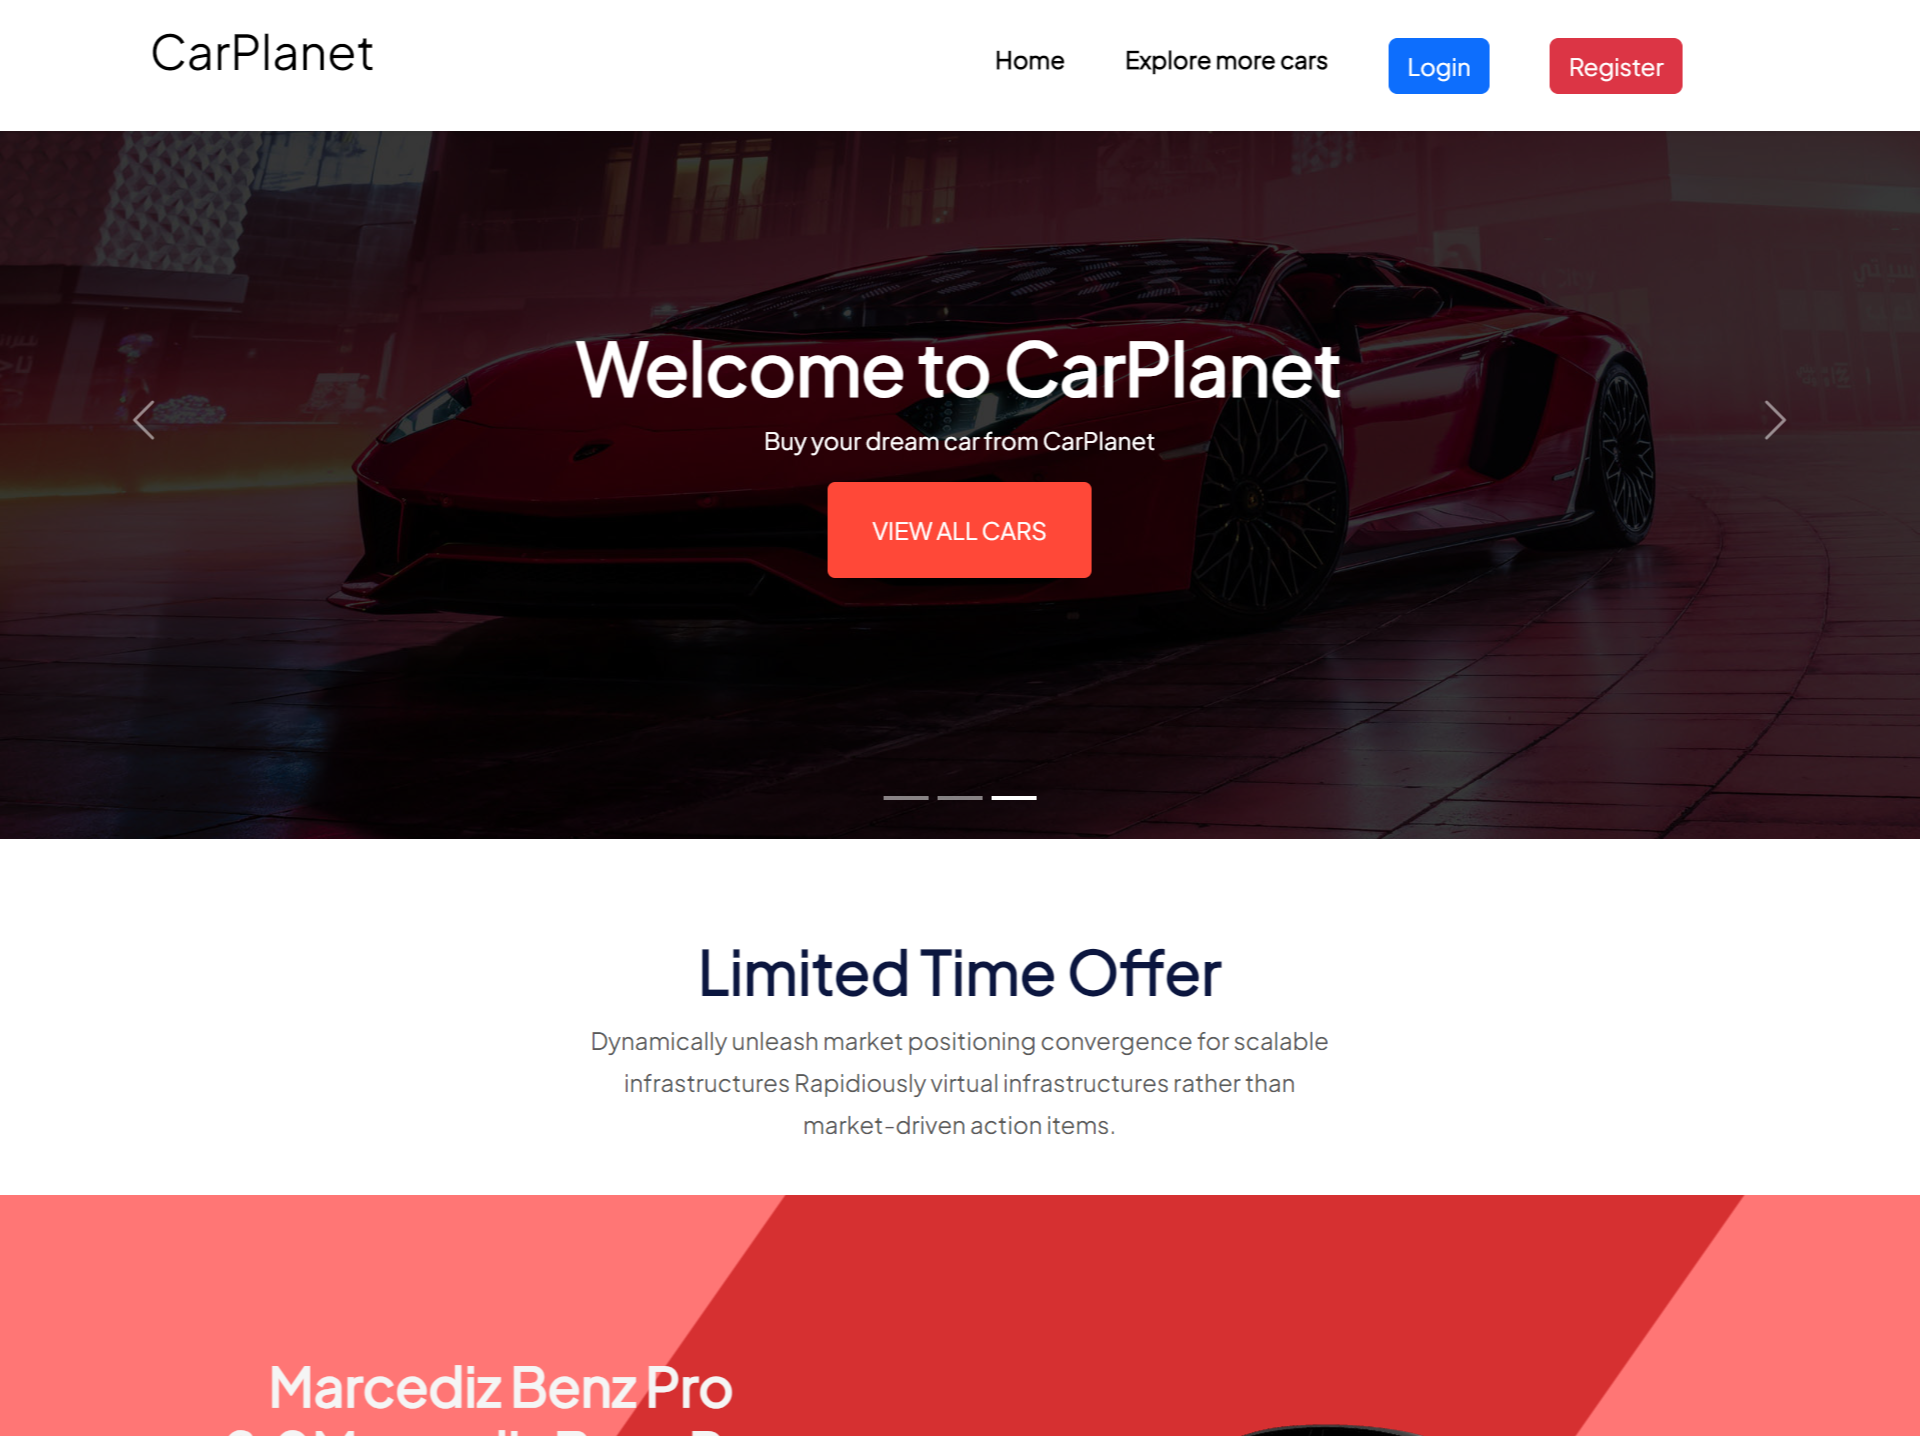 CarPlanet
Home
Explore more cars
Login
Register
Welcome to CarPlanet
Buy your dream car from CarPlanet
VIEW ALL CARS
Limited Time Offer
Dynamically unleash market positioning convergence for scalable
infrastructures Rapidiously virtual infrastructures rather than
market-driven action items.
Marcediz Benz Pro